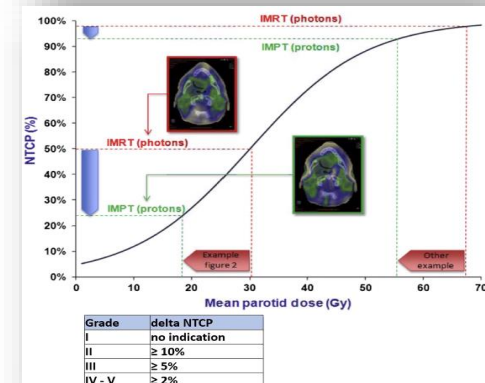 IMRT (photons)
IMPT (protons)
100%
90%
80%
70%
60%
50%
40%
30%
20%
10%
0%
NTCP (%)
IMRT (photons)
IMPT (protons)
Example
figure 2
Other
example
0 10 20 30 40 50 60 70
Mean parotid dose (Gy)
Grade delta NTCP
I no indication
II ≥ 10%
III ≥ 5%
IV - V ≥ 2%